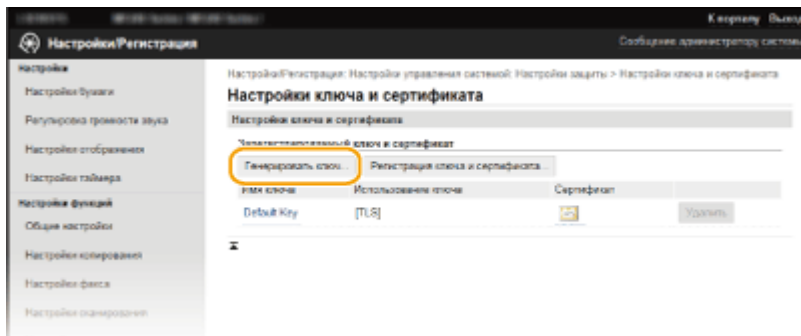 К порталу Выход
Настройки/Регистрация
Сообщение администратору системы
Настройки
Настройки бумаги
Регулировка громкости звука
Настройки отображения
Настройки таймера
Настройки функций
Общие настройки
Настройки копирования
Настройки факса
Настройки сканирования
Настройки/Регистрация: Настройки управления системой: Настройки защиты > Настройки ключа и сертификата
Настройки ключа и сертификата
Настройки ключа и сертификата
Зарегистрированный ключ и сертификат
Генерировать ключ... Регистрация ключа и сертификата...
Имя ключа Использование ключа Сертификат
Default Key [TLS] Удалить